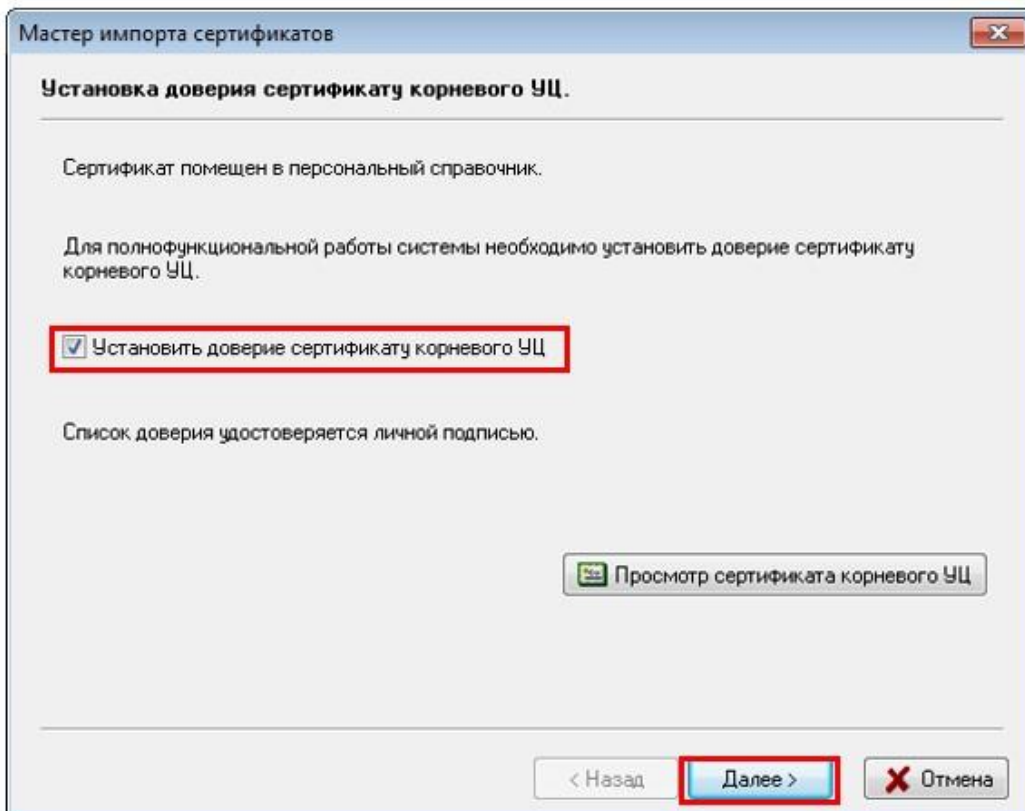 Мастер импорта сертификатов
Установка доверия сертификату корневого УЦ.
Сертификат помещен в персональный справочник.
Для полнофункциональной работы системы необходимо установить доверие сертификату
корневого УЦ.
Установить доверие сертификату корневого УЦ
Список доверия удостоверяется личной подписью.
Просмотр сертификата корневого УЦ
< Назад
Далее >
Отмена